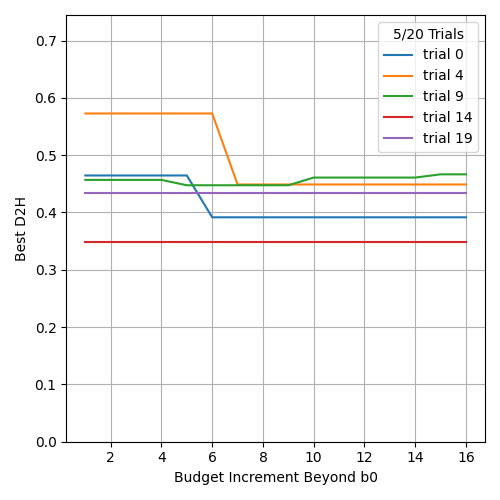 5/20 Trials
trial 0
trial 4
trial 9
trial 14
trial 19
0.7
0.6
0.5
0.4
0.3
0.2
0.1
0.0
Best D2H
2 4 6 8 10 12 14 16
Budget Increment Beyond b0